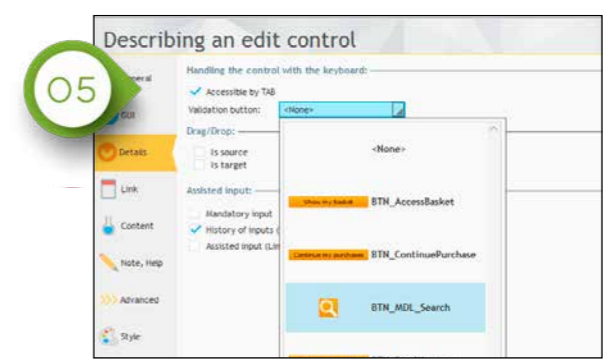 Describing an edit control
05
General
GUI
Details
Link
Content
Note, Help
Advanced
Style
Handling the control with the keyboard:
Accessible by TAB
Validation button: <None>
Drag/Drop:
Is source
Is target
Assisted input:
Mandatory input
History of inputs (
Assisted input (Lin
<None>
Show my basket BTN_AccessBasket
Continue my purchases BTN_ContinuePurchase
BTN_MDL_Search